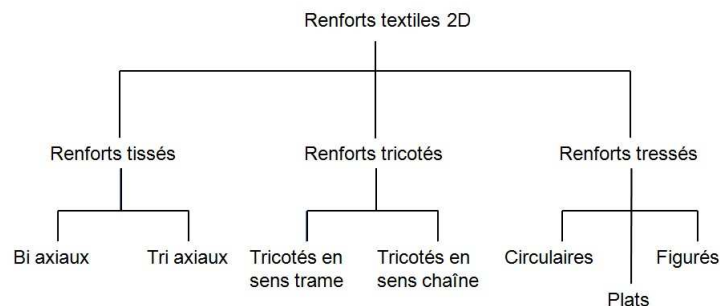 Renforts textiles 2D
Renforts tissés
Renforts tricotés
Renforts tressés
Bi axiaux
Tri axiaux
Tricotés en
sens trame
Tricotés en
sens chaîne
Circulaires
Figurés
Plats